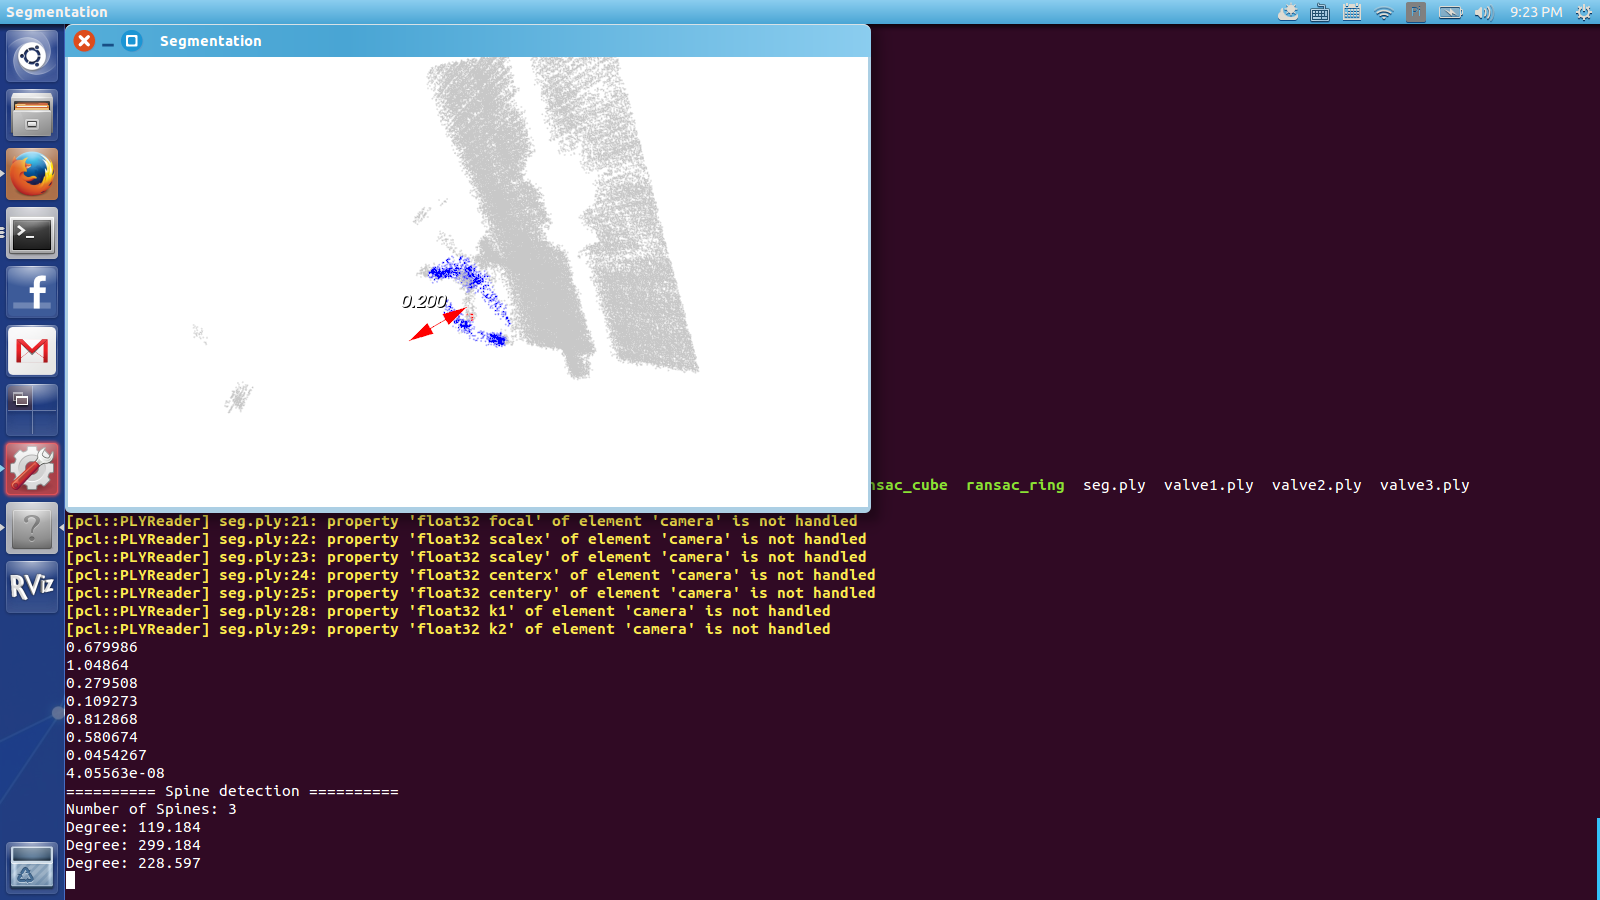 Segmentation
Fi
9:23 PM
Segmentation
0.200
f
M
>_
?
RViz
ransac_ring seg.ply valve1.ply valve2.ply valve3.ply
[pcl::PLYReader] seg.ply:21: property 'float32 focal' of element 'camera' is not handled
[pcl::PLYReader] seg.ply:22: property 'float32 scalex' of element 'camera' is not handled
[pcl::PLYReader] seg.ply:23: property 'float32 scaley' of element 'camera' is not handled
[pcl::PLYReader] seg.ply:24: property 'float32 centerx' of element 'camera' is not handled
[pcl::PLYReader] seg.ply:25: property 'float32 centery' of element 'camera' is not handled
[pcl::PLYReader] seg.ply:28: property 'float32 k1' of element 'camera' is not handled
[pcl::PLYReader] seg.ply:29: property 'float32 k2' of element 'camera' is not handled
0.679986
1.04864
0.279508
0.109273
0.812868
0.580674
0.0454267
4.05563e-08
========== Spine detection ==========
Number of Spines: 3
Degree: 119.184
Degree: 299.184
Degree: 228.597